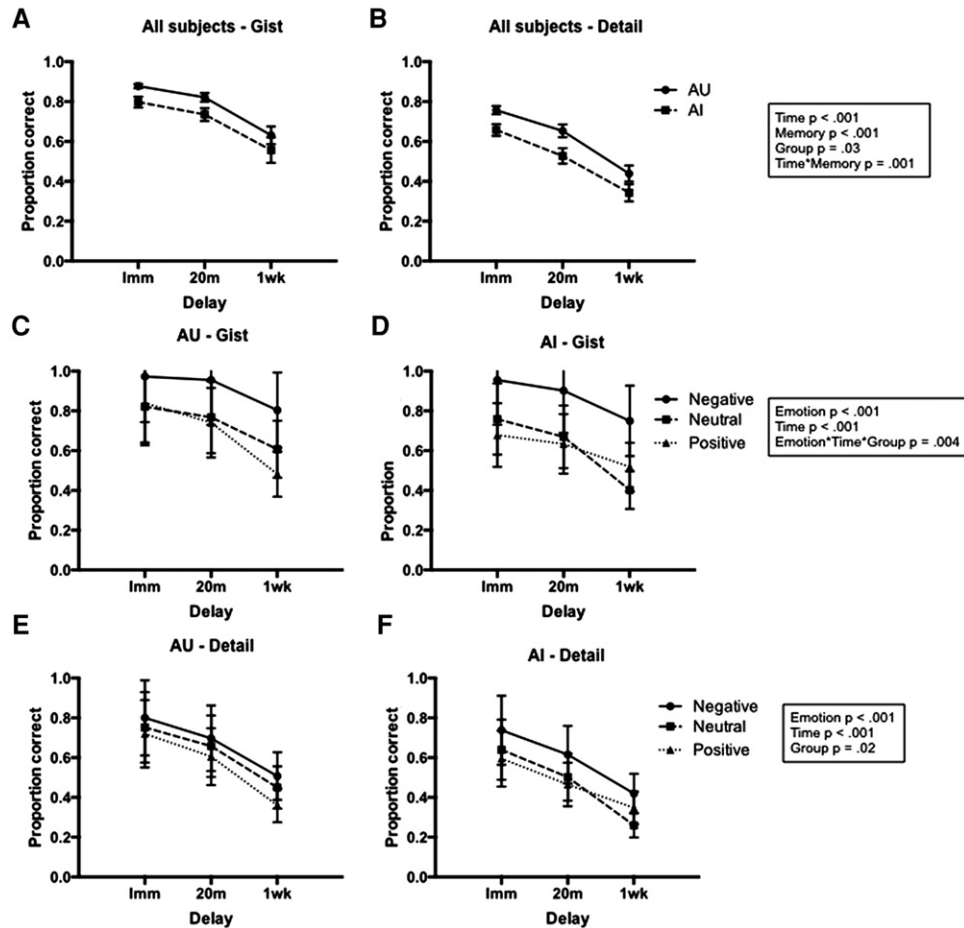 A
All subjects - Gist
Proportion correct
1.0
0.8
0.6
0.4
0.2
0.0
Imm 20m 1wk
Delay
B
All subjects - Detail
Proportion correct
1.0
0.8
0.6
0.4
0.2
0.0
Imm 20m 1wk
Delay
AU
AI
Time p < .001
Memory p < .001
Group p = .03
Time*Memory p = .001
C
AU - Gist
Proportion correct
1.0
0.8
0.6
0.4
0.2
0.0
Imm 20m 1wk
Delay
D
AI - Gist
Proportion
1.0
0.8
0.6
0.4
0.2
0.0
Imm 20m 1wk
Delay
Negative
Neutral
Positive
Emotion p < .001
Time p < .001
Emotion*Time*Group p = .004
E
AU - Detail
Proportion correct
1.0
0.8
0.6
0.4
0.2
0.0
Imm 20m 1wk
Delay
F
AI - Detail
Proportion correct
1.0
0.8
0.6
0.4
0.2
0.0
Imm 20m 1wk
Delay
Negative
Neutral
Positive
Emotion p < .001
Time p < .001
Group p = .02